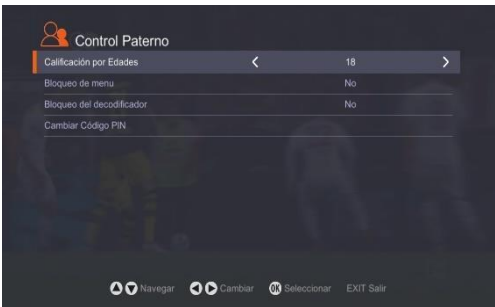 Control Paterno
Calificación por Edades 18
Bloqueo de menu No
Bloqueo del decodificador No
Cambiar Código PIN
Navegar Cambiar OK Seleccionar EXIT Salir